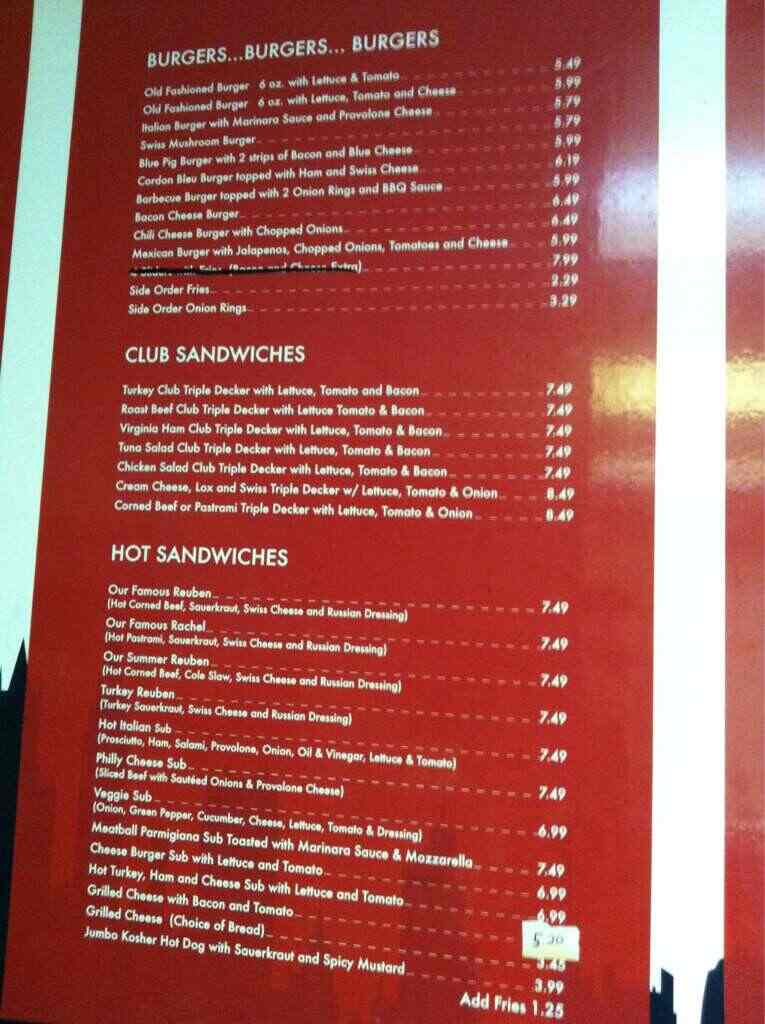 BURGERS...BURGERS... BURGERS
Old Fashioned Burger 6 oz. with Lettuce & Tomato 5.49
Old Fashioned Burger 6 oz. with Lettuce, Tomato and Cheese 5.99
Italian Burger with Marinara Sauce and Provolone Cheese 5.79
Swiss Mushroom Burger 5.79
Blue Pig Burger with 2 strips of Bacon and Blue Cheese 5.99
Cordon Bleu Burger topped with Ham and Swiss Cheese 6.19
Barbecue Burger topped with 2 Onion Rings and BBQ Sauce 5.99
Bacon Cheese Burger 6.49
Chili Cheese Burger with Chopped Onions 6.49
Mexican Burger with Jalapenos, Chopped Onions, Tomatoes and Cheese 5.99
with Fries (Bacon and Cheese Extra) 7.99
Side Order Fries 2.29
Side Order Onion Rings 3.29
CLUB SANDWICHES
Turkey Club Triple Decker with Lettuce, Tomato and Bacon 7.49
Roast Beef Club Triple Decker with Lettuce Tomato & Bacon 7.49
Virginia Ham Club Triple Decker with Lettuce, Tomato & Bacon 7.49
Tuna Salad Club Triple Decker with Lettuce, Tomato & Bacon 7.49
Chicken Salad Club Triple Decker with Lettuce, Tomato & Bacon 7.49
Cream Cheese, Lox and Swiss Triple Decker w/ Lettuce, Tomato & Onion 8.49
Corned Beef or Pastrami Triple Decker with Lettuce, Tomato & Onion 8.49
HOT SANDWICHES
Our Famous Reuben 7.49
(Hot Corned Beef, Sauerkraut, Swiss Cheese and Russian Dressing)
Our Famous Rachel 7.49
(Hot Pastrami, Sauerkraut, Swiss Cheese and Russian Dressing)
Our Summer Reuben 7.49
(Hot Corned Beef, Cole Slaw, Swiss Cheese and Russian Dressing)
Turkey Reuben 7.49
(Turkey Sauerkraut, Swiss Cheese and Russian Dressing)
Hot Italian Sub 7.49
(Prosciutto, Ham, Salami, Provolone, Onion, Oil & Vinegar, Lettuce & Tomato)
Philly Cheese Sub 7.49
(Sliced Beef with Sautéed Onions & Provolone Cheese)
Veggie Sub 6.99
(Onion, Green Pepper, Cucumber, Cheese, Lettuce, Tomato & Dressing)
Meatball Parmigiana Sub Toasted with Marinara Sauce & Mozzarella 7.49
Cheese Burger Sub with Lettuce and Tomato 6.99
Hot Turkey, Ham and Cheese Sub with Lettuce and Tomato 6.99
Grilled Cheese with Bacon and Tomato
Grilled Cheese (Choice of Bread) 3.45
Jumbo Kosher Hot Dog with Sauerkraut and Spicy Mustard 3.99
Add Fries 1.25